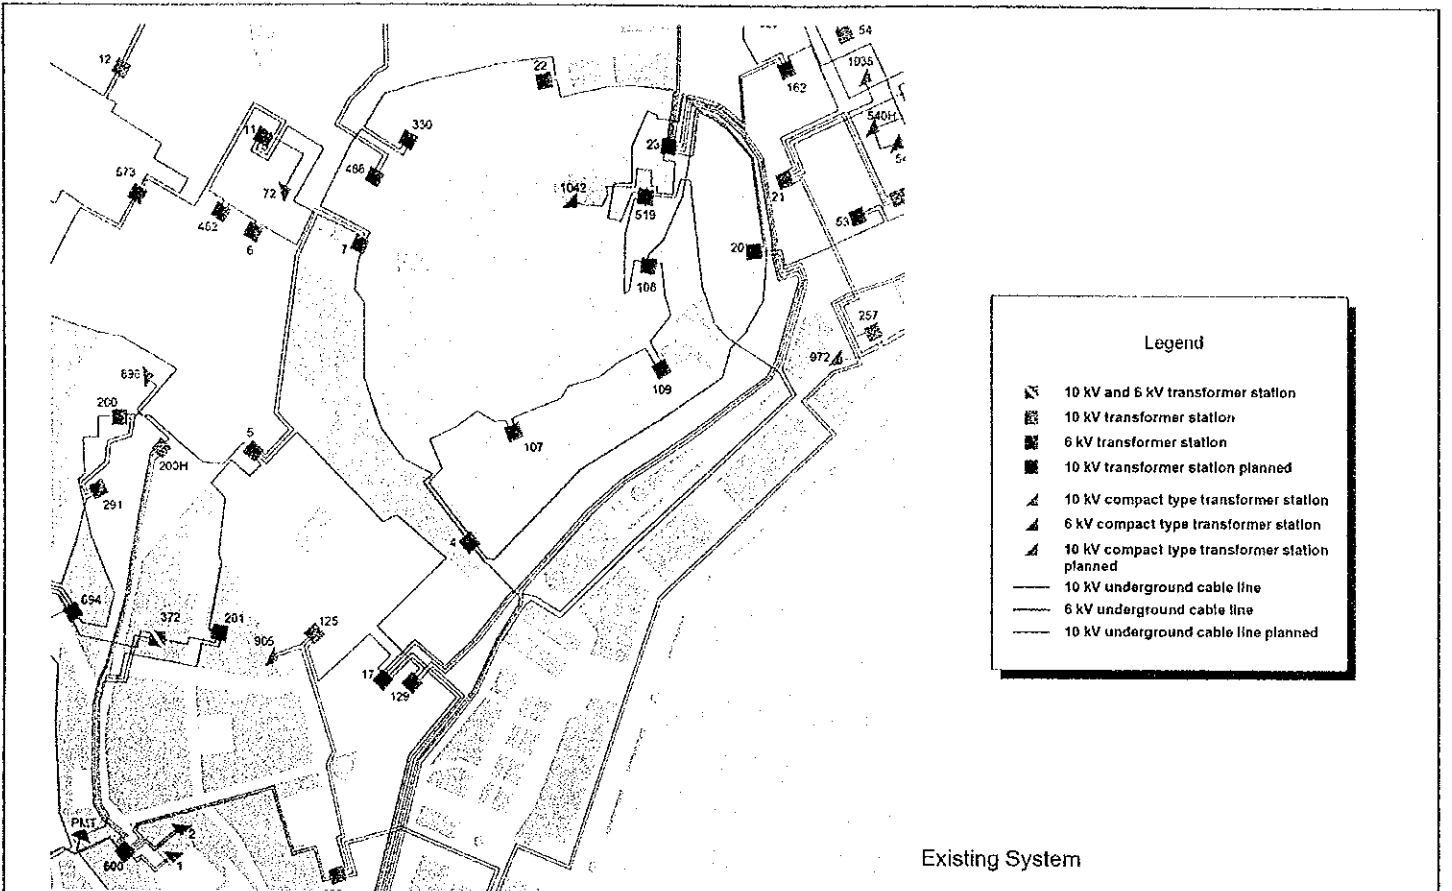 54
12
22
1035
162
540H
11
330
23
486
573
72
1042
21
519
53
462
6
7
20
108
257
972
Legend
696
109
10 kV and 6 kV transformer station
200
10 kV transformer station
5
107
6 kV transformer station
200H
10 kV transformer station planned
291
10 kV compact type transformer station
6 kV compact type transformer station
4
10 kV compact type transformer station
planned
10 kV underground cable line
694
6 kV underground cable line
372
201
125
10 kV underground cable line planned
905
17
129
PMT
2
600
1
Existing System